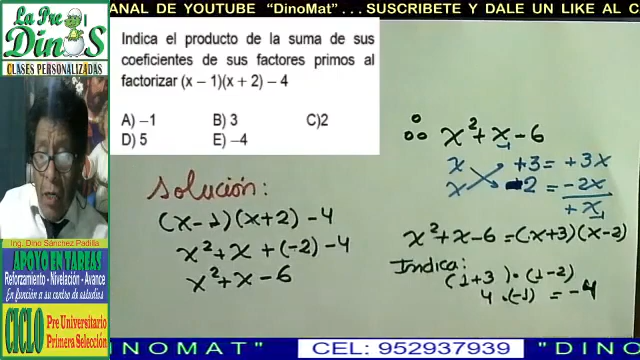 ANAL DE YOUTUBE "DinoMat" ... SUSCRIBETE Y DALE UN LIKE AL C
La Pre
DinoS
CLASES PERSONALIZADAS
Indica el producto de la suma de sus
coeficientes de sus factores primos al
factorizar (x − 1)(x + 2) − 4
A) −1 B) 3 C)2
D) 5 E) −4
Solución:
(x-1)(x+2)-4
x²+x+(-2)-4
x²+x-6
∴ x²+x-6
x +3=+3x
x -2=-2x
+x
x²+x-6=(x+3)(x-2)
Indica:
(1+3)·(1-2)
4·(-1) =-4
Ing. Dino Sánchez Padilla
APOYO EN TAREAS
Reforzamiento - Nivelación - Avance
En función a su centro de estudios
CICLO Pre Universitario
Primera Selección
INOMAT" CEL: 952937939 "DINO